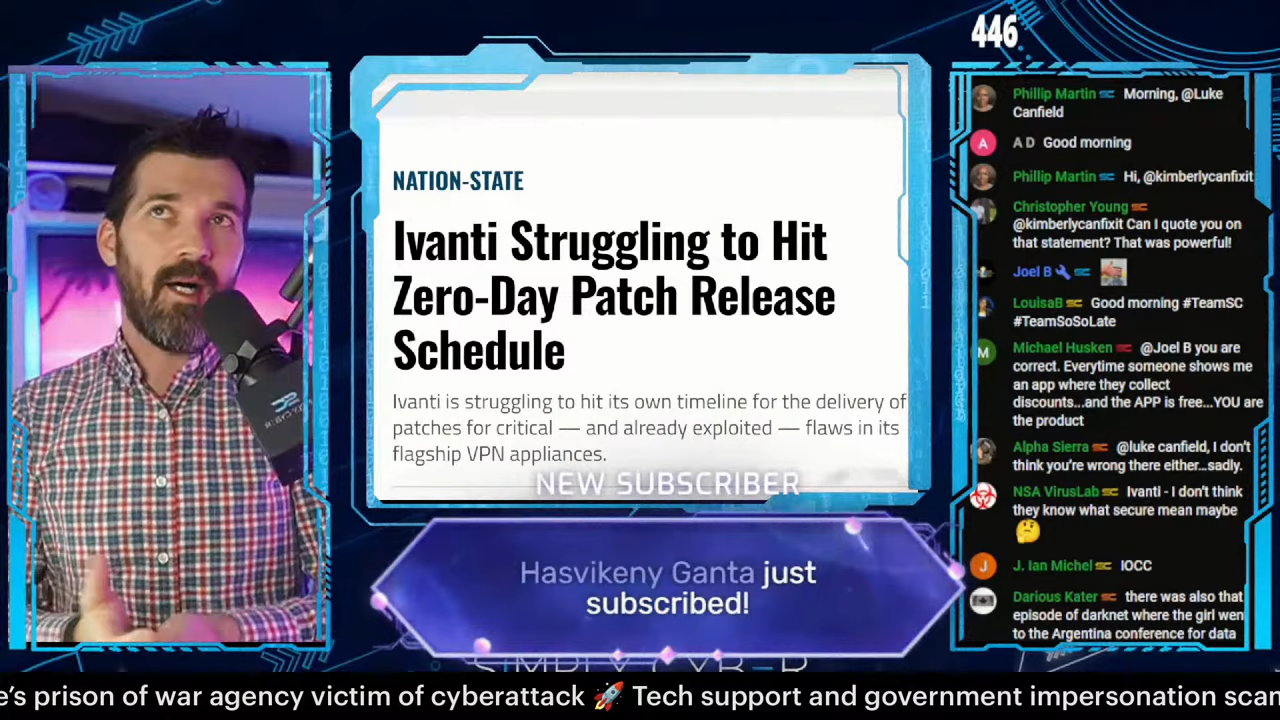 446
NATION-STATE
Ivanti Struggling to Hit
Zero-Day Patch Release
Schedule
Ivanti is struggling to hit its own timeline for the delivery of
patches for critical — and already exploited — flaws in its
flagship VPN appliances.
NEW SUBSCRIBER
Hasvikeny Ganta just
subscribed!
SIMPLY CYBER
Phillip Martin Morning, @Luke
Canfield
A
A D Good morning
Phillip Martin Hi, @kimberlycanfixit
Christopher Young
@kimberlycanfixit Can I quote you on
that statement? That was powerful!
Joel B
LouisaB Good morning #TeamSC
#TeamSoSoLate
M
Michael Husken @Joel B you are
correct. Everytime someone shows me
an app where they collect
discounts...and the APP is free...YOU are
the product
Alpha Sierra @luke canfield, I don't
think you're wrong there either...sadly.
NSA VirusLab Ivanti - I don't think
they know what secure mean maybe
🤔
J
J. Ian Michel IOCC
Darious Kater there was also that
episode of darknet where the girl wen
to the Argentina conference for data
e's prison of war agency victim of cyberattack 🚀 Tech support and government impersonation scan